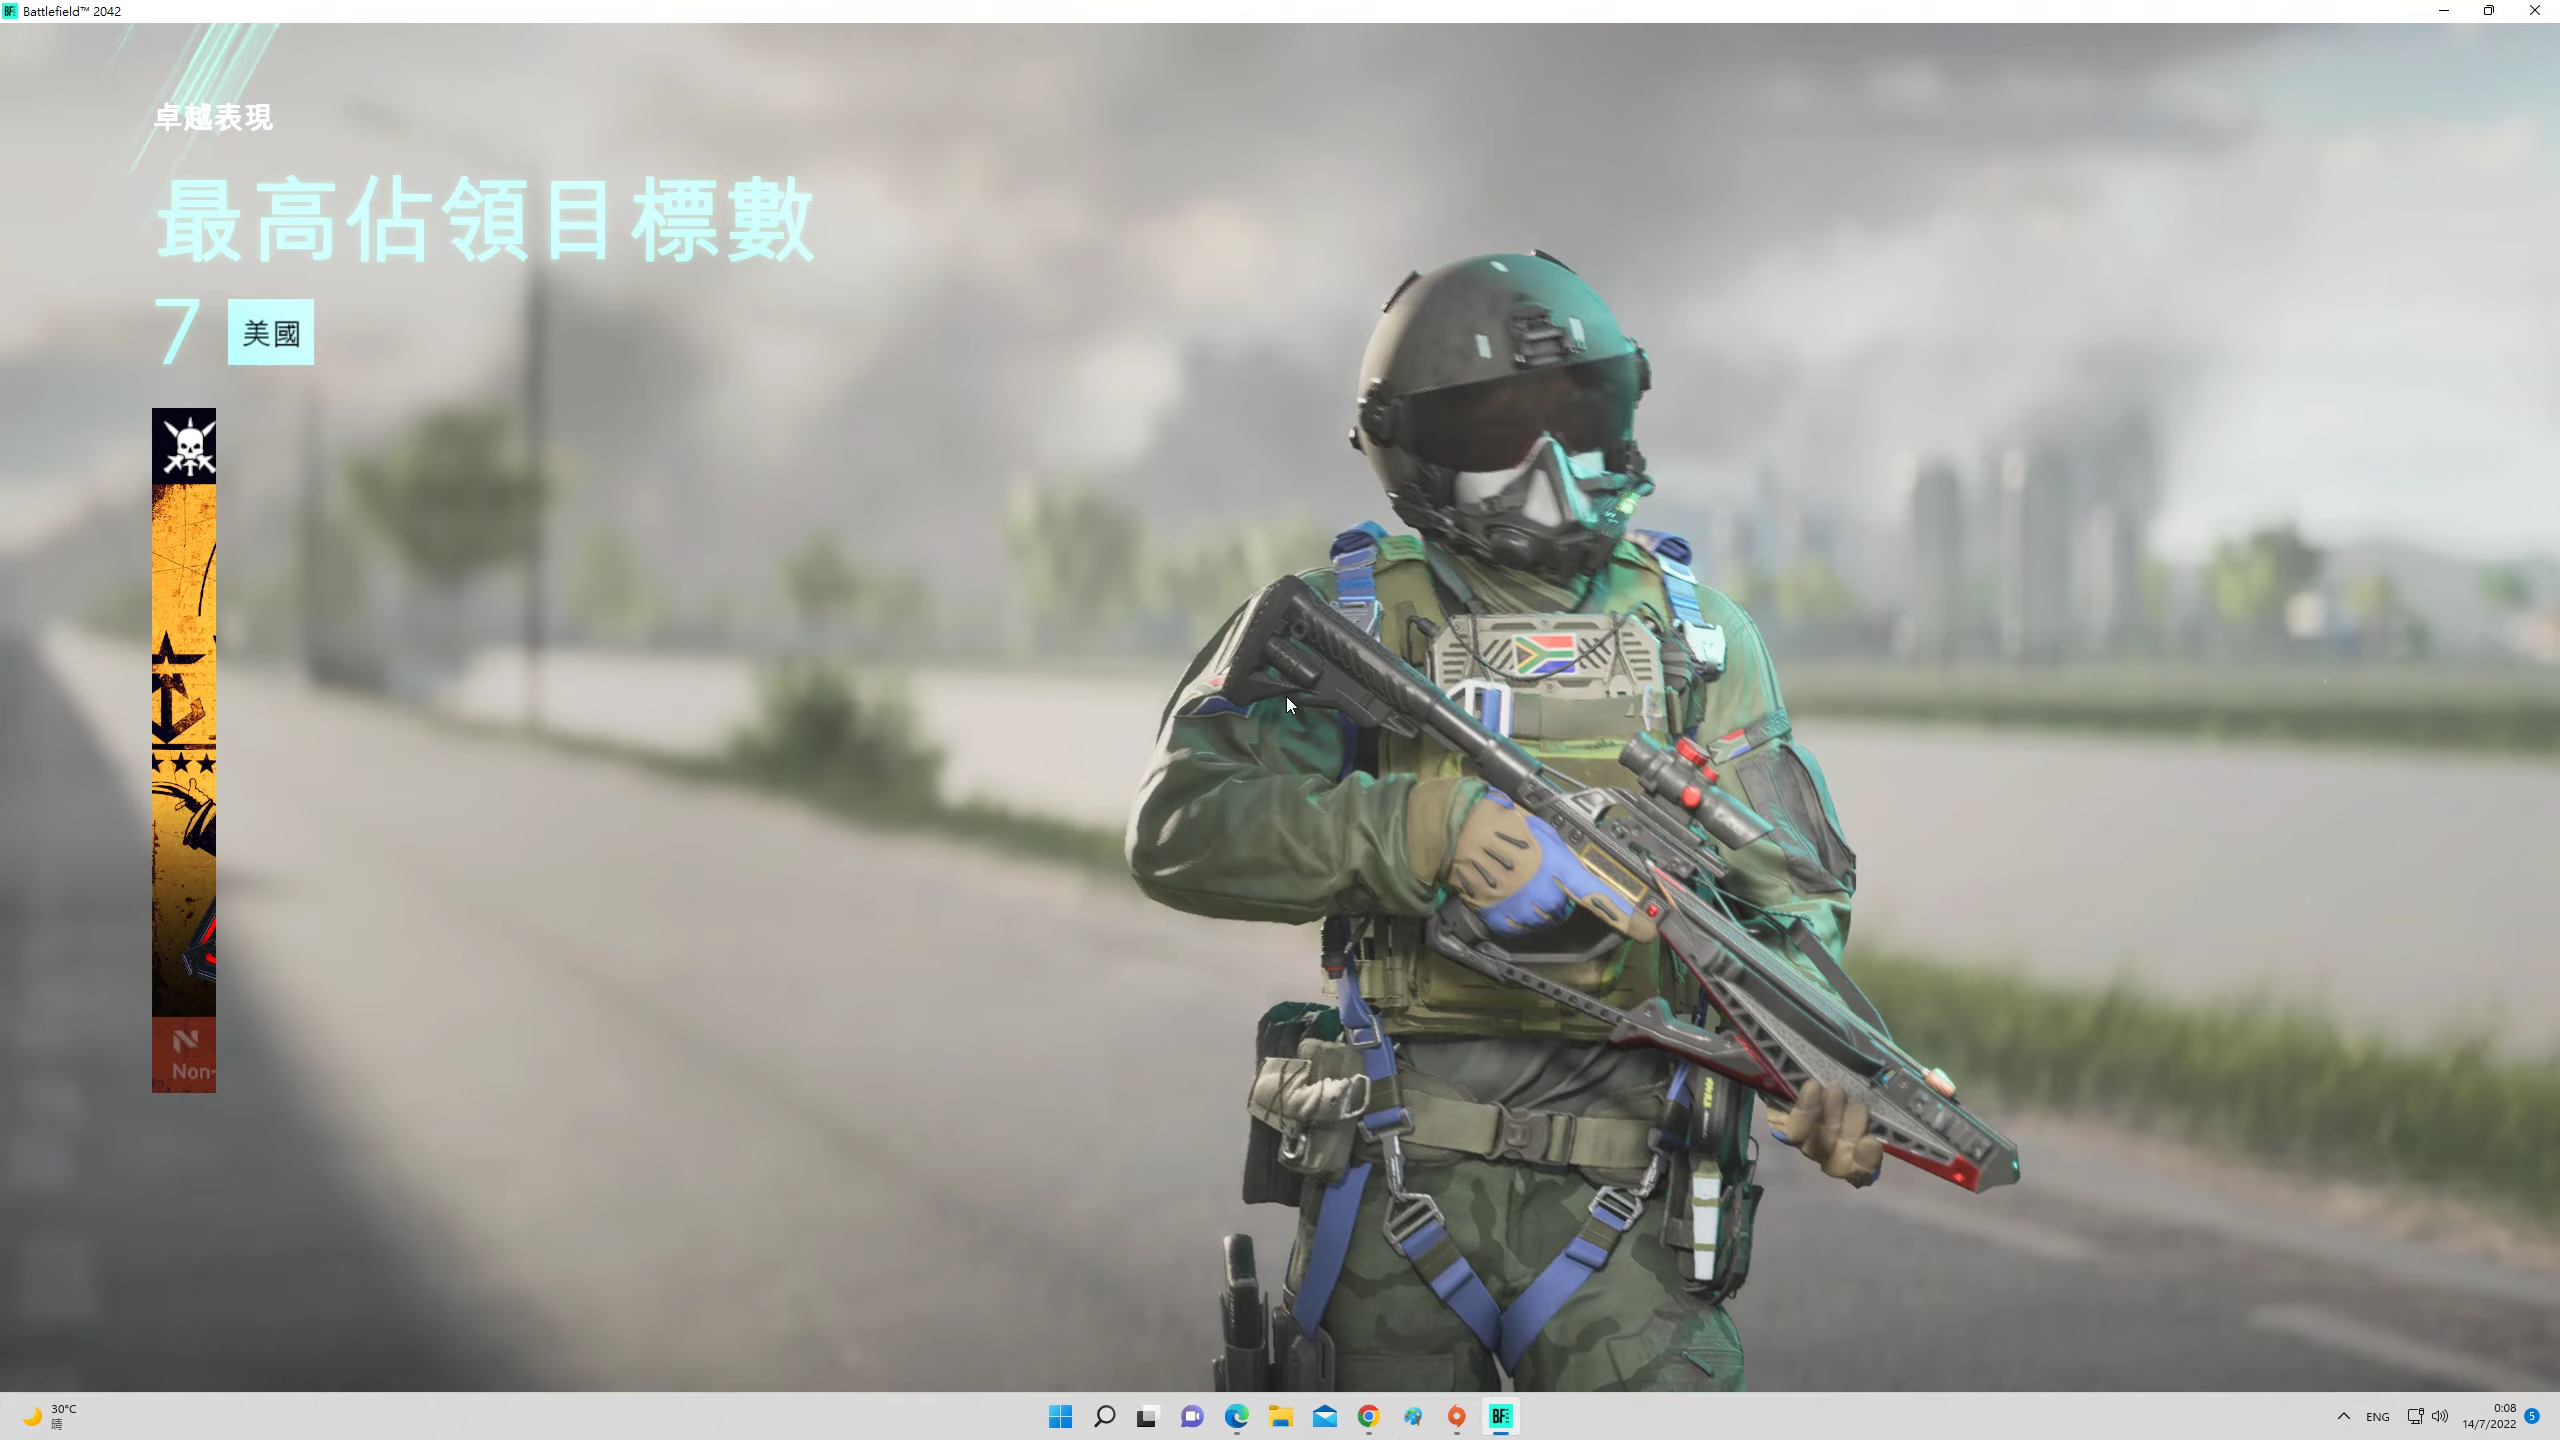 Battlefield™ 2042
卓越表現
最高佔領目標數
7 美國
Non-
30°C
晴
ENG
0:08
14/7/2022
5